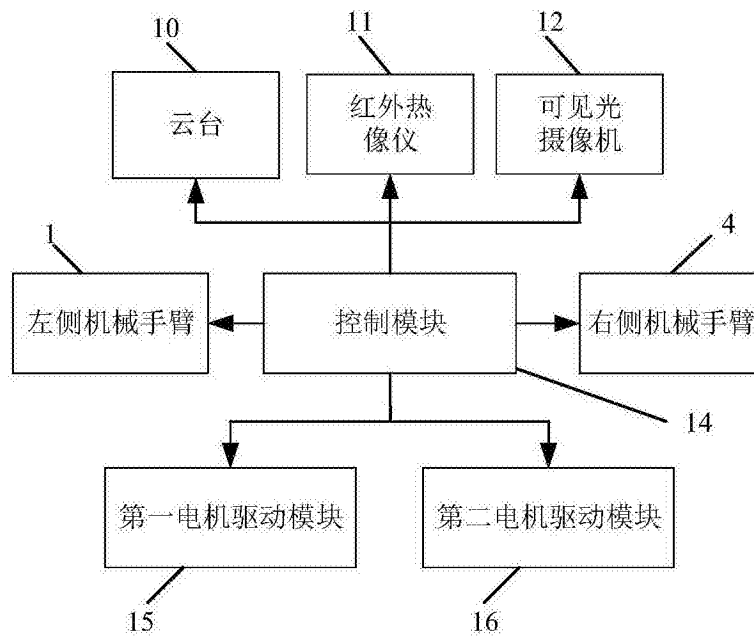 10
11
12
云台
红外热
像仪
可见光
摄像机
1
4
左侧机械手臂
控制模块
右侧机械手臂
14
第一电机驱动模块
第二电机驱动模块
15
16